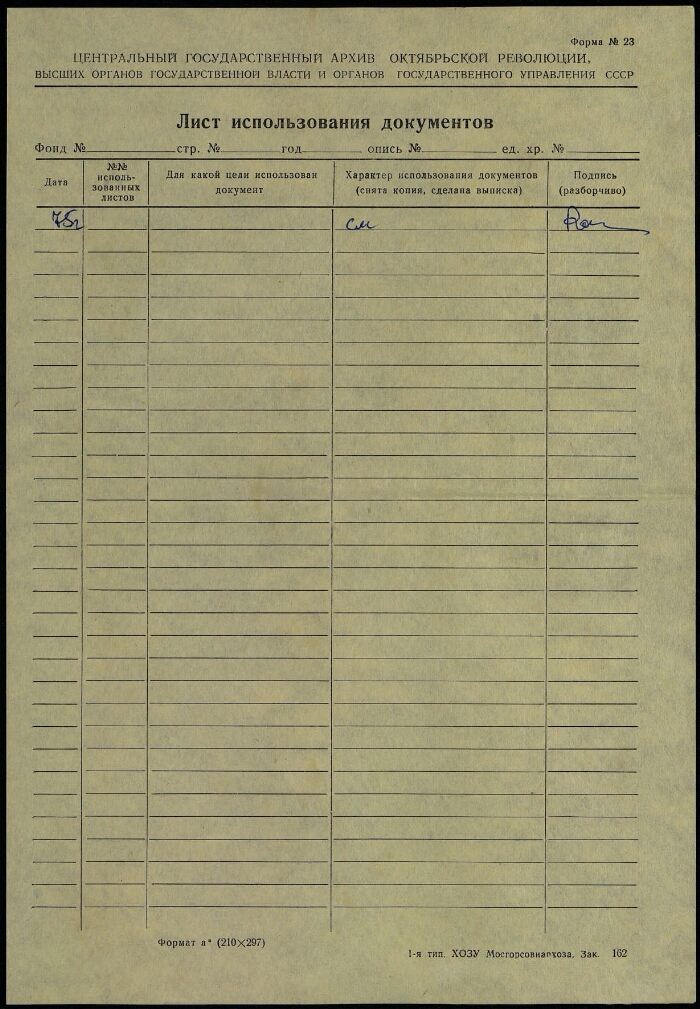 Форма № 23
ЦЕНТРАЛЬНЫЙ ГОСУДАРСТВЕННЫЙ АРХИВ ОКТЯБРЬСКОЙ РЕВОЛЮЦИИ,
ВЫСШИХ ОРГАНОВ ГОСУДАРСТВЕННОЙ ВЛАСТИ И ОРГАНОВ ГОСУДАРСТВЕННОГО УПРАВЛЕНИЯ СССР
Лист использования документов
Фонд № стр. № год опись № ед. хр. №
Дата
№№
исполь-
зованных
листов
Для какой цели использован
документ
Характер использования документов
(снята копия, сделана выписка)
Подпись
(разборчиво)
75г
см
Формат а⁴ (210×297)
1-я тип. ХОЗУ Мосгорсовнархоза. Зак. 162